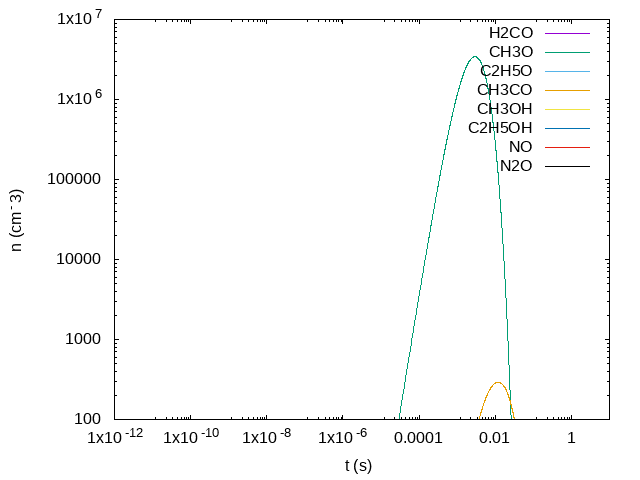 1x10^7
1x10^6
100000
10000
1000
100
n (cm^-3)
1x10^-12
1x10^-10
1x10^-8
1x10^-6
0.0001
0.01
1
t (s)
H2CO
CH3O
C2H5O
CH3CO
CH3OH
C2H5OH
NO
N2O